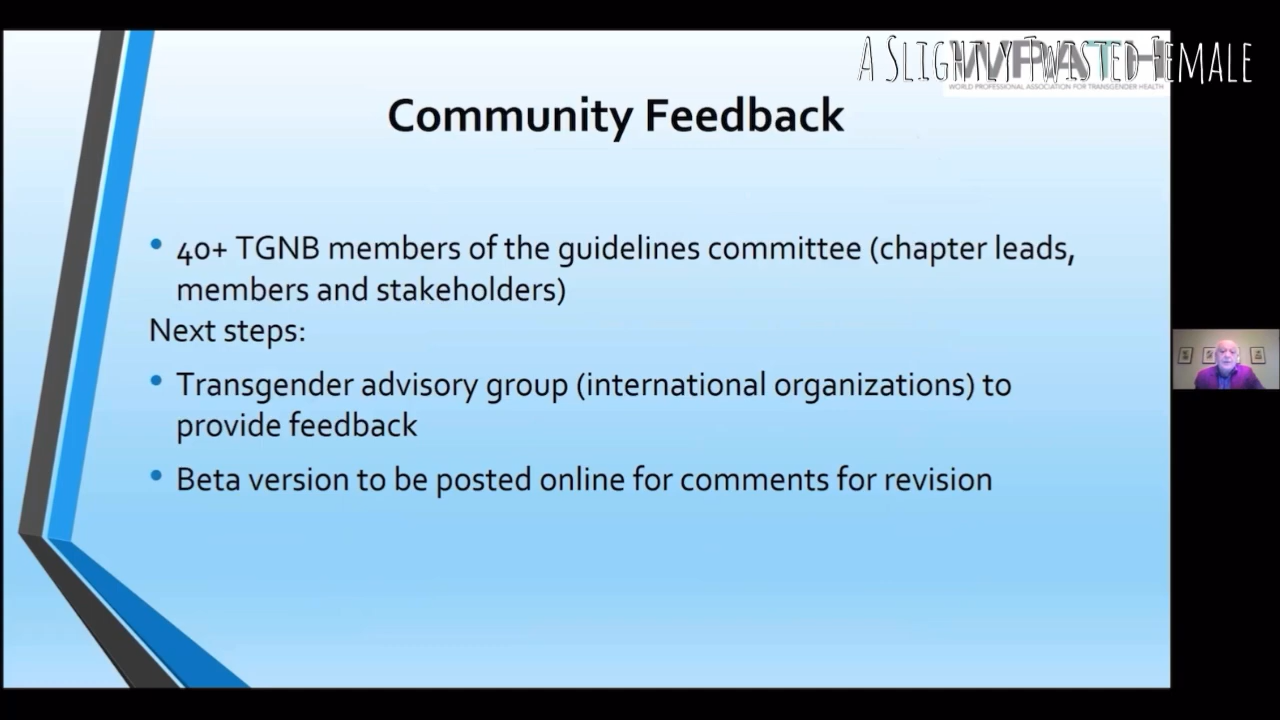 A Slightly Twisted Female
WPATH
WORLD PROFESSIONAL ASSOCIATION FOR TRANSGENDER HEALTH
Community Feedback
• 40+ TGNB members of the guidelines committee (chapter leads,
members and stakeholders)
Next steps:
• Transgender advisory group (international organizations) to
provide feedback
• Beta version to be posted online for comments for revision